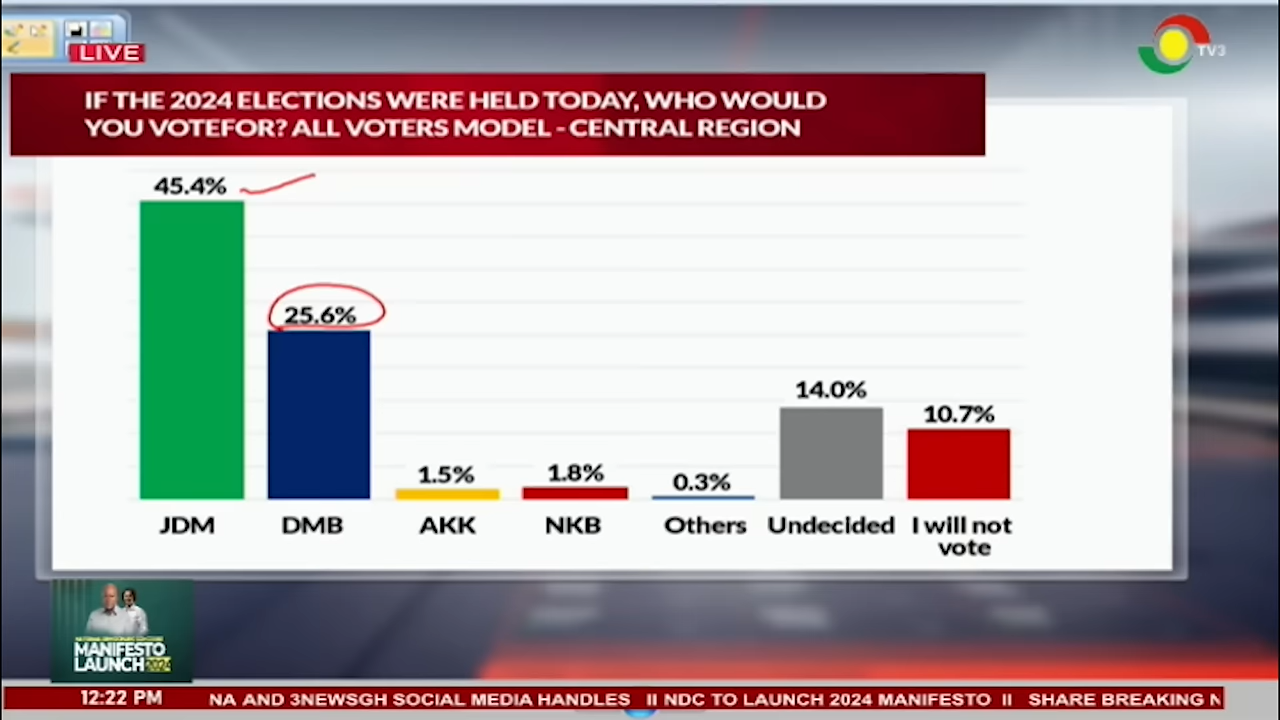 LIVE
TV3
IF THE 2024 ELECTIONS WERE HELD TODAY, WHO WOULD
YOU VOTEFOR? ALL VOTERS MODEL - CENTRAL REGION
45.4%
25.6%
1.5%
1.8%
0.3%
14.0%
10.7%
JDM
DMB
AKK
NKB
Others
Undecided
I will not
vote
MANIFESTO
LAUNCH 2024
12:22 PM
NA AND 3NEWSGH SOCIAL MEDIA HANDLES II NDC TO LAUNCH 2024 MANIFESTO II SHARE BREAKING N